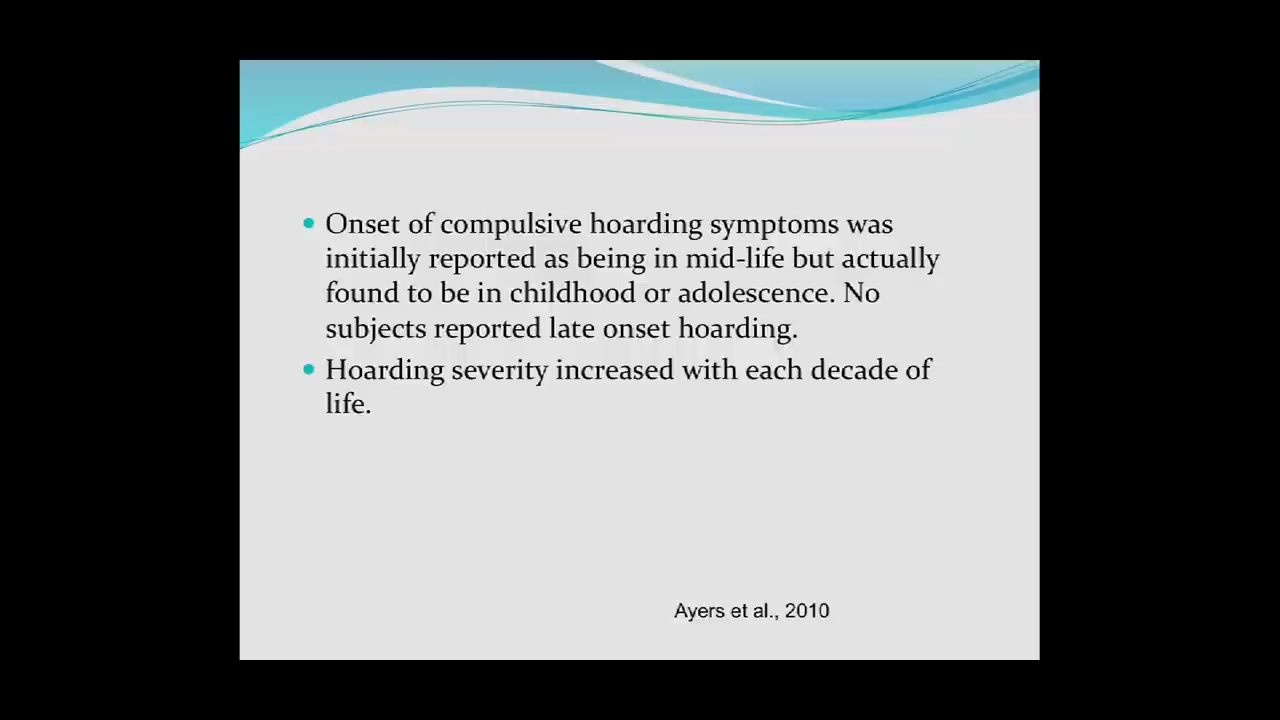 Onset of compulsive hoarding symptoms was
initially reported as being in mid-life but actually
found to be in childhood or adolescence. No
subjects reported late onset hoarding.
Hoarding severity increased with each decade of
life.
Ayers et al., 2010